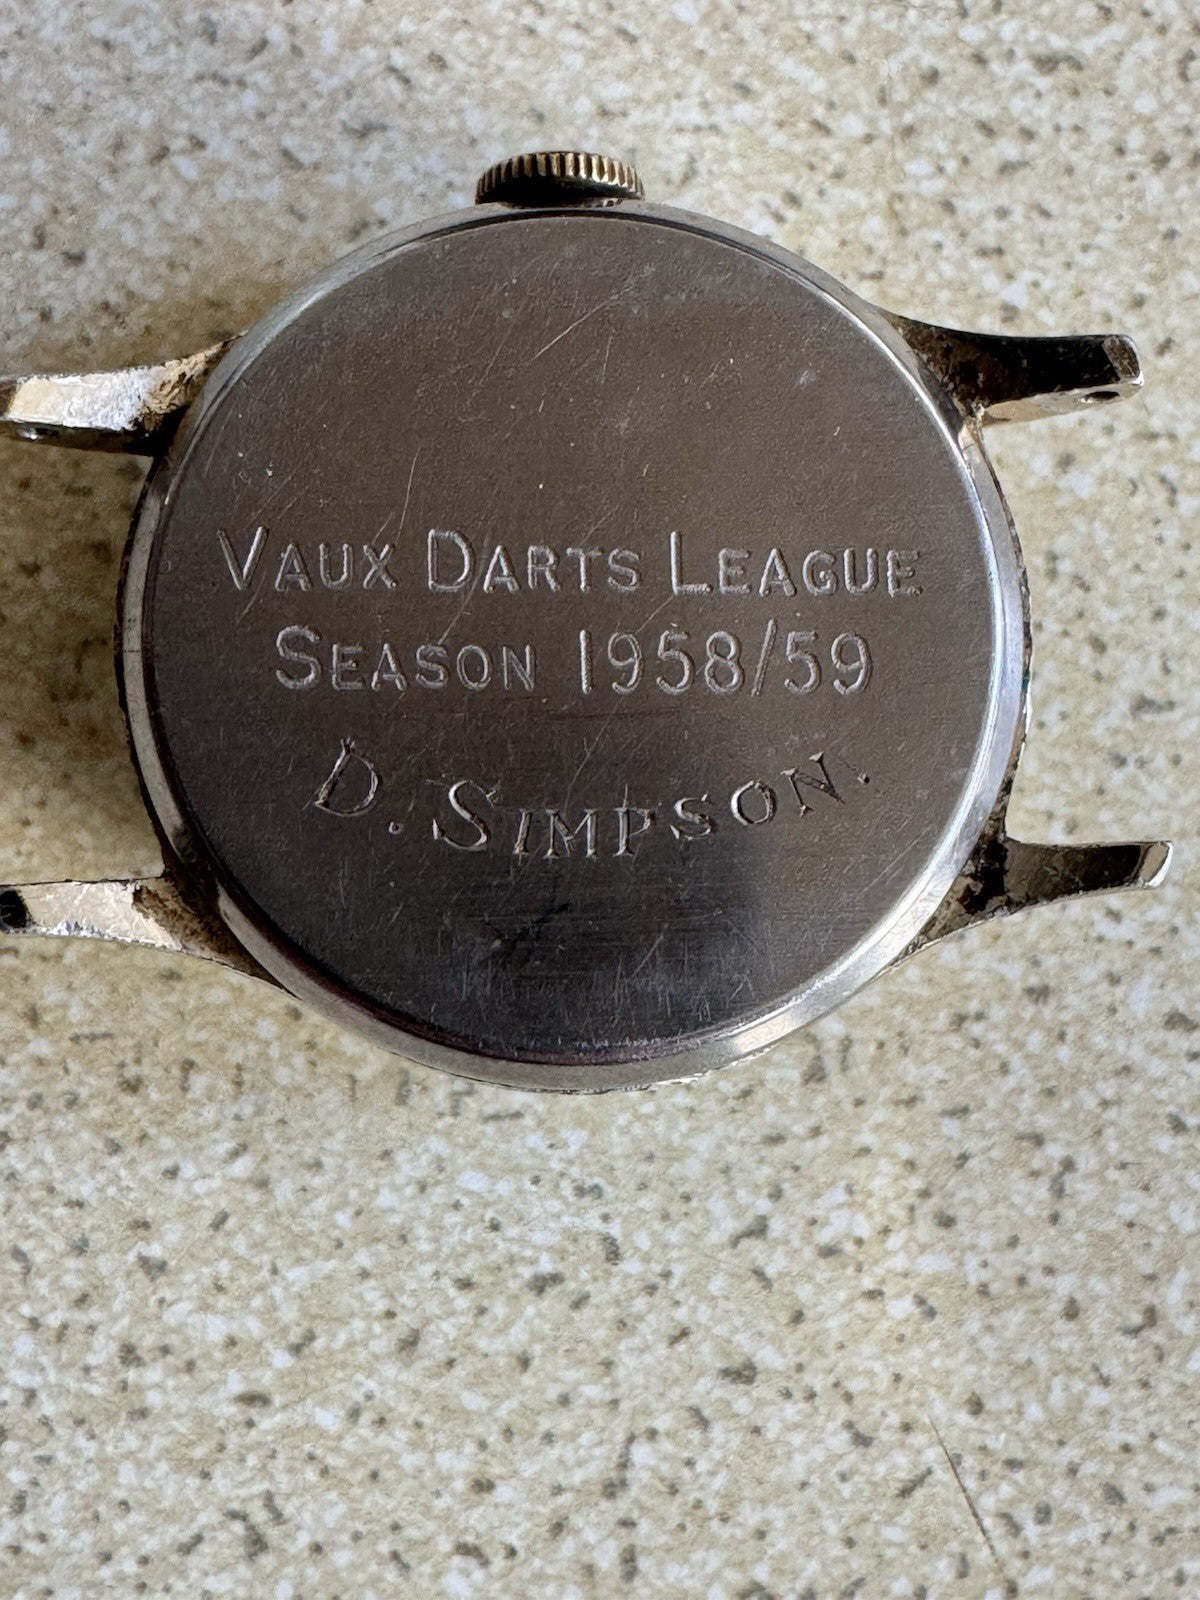 VAUX DARTS LEAGUE
SEASON 1958/59
D. SIMPSON.